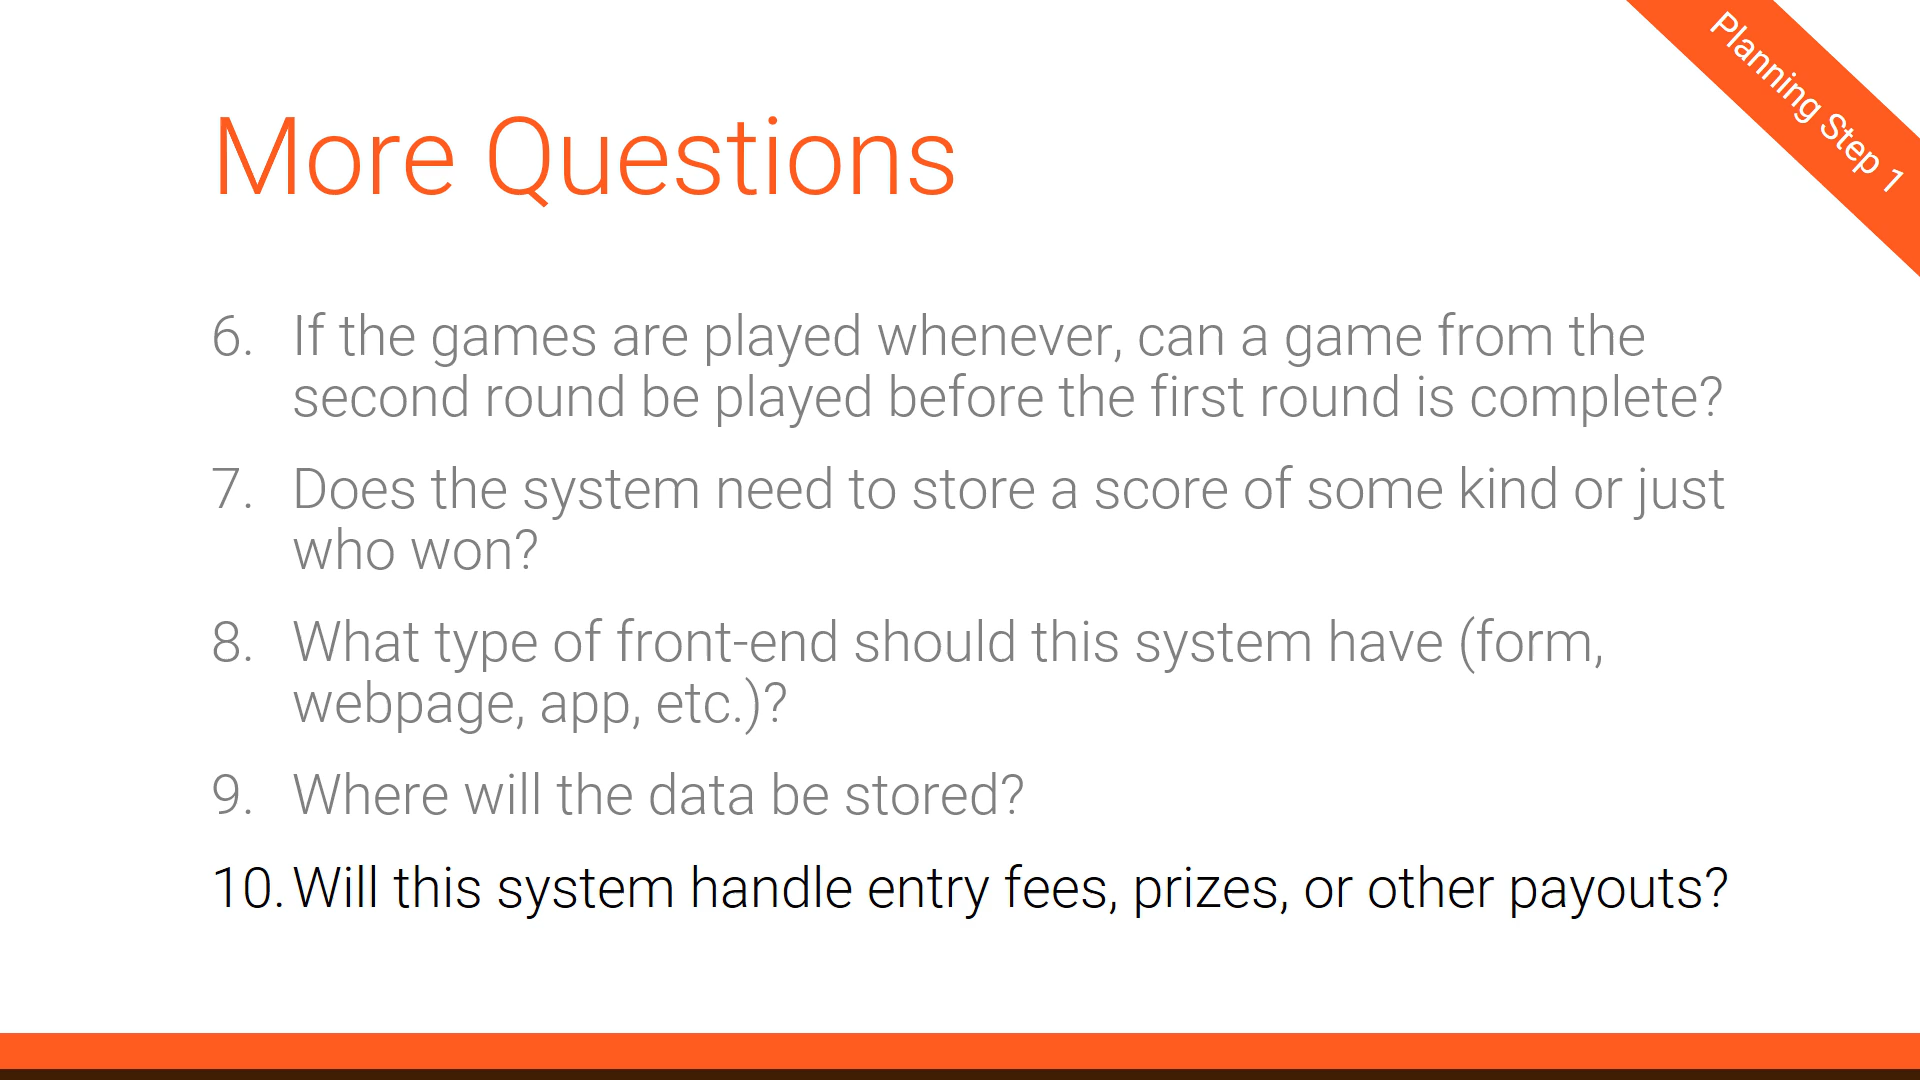 Planning Step 1
More Questions
6. If the games are played whenever, can a game from the
second round be played before the first round is complete?
7. Does the system need to store a score of some kind or just
who won?
8. What type of front-end should this system have (form,
webpage, app, etc.)?
9. Where will the data be stored?
10. Will this system handle entry fees, prizes, or other payouts?